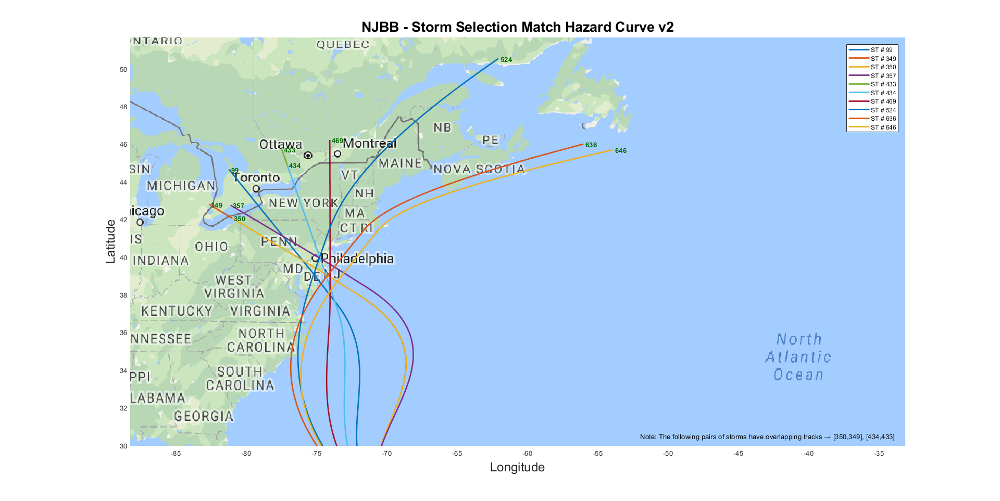 NJBB - Storm Selection Match Hazard Curve v2
NTARIO
QUEBEC
524
ST # 99
ST # 349
ST # 350
ST # 357
ST # 433
ST # 434
ST # 469
ST # 524
ST # 636
ST # 646
50
48
46
44
42
40
38
36
34
32
30
Latitude
NB
PE
469
Montreal
Ottawa
433
636
646
434
99
Toronto
SIN
MICHIGAN
VT
MAINE
NOVA SCOTIA
NH
NEW YORK
349
357
350
icago
MA
CT RI
IS
OHIO
PENN
INDIANA
Philadelphia
MD
DE
NJ
WEST
VIRGINIA
KENTUCKY
VIRGINIA
NNESSEE
NORTH
CAROLINA
North
Atlantic
Ocean
PPI
SOUTH
CAROLINA
LABAMA
GEORGIA
Note: The following pairs of storms have overlapping tracks → [350,349], [434,433]
-85
-80
-75
-70
-65
-60
-55
-50
-45
-40
-35
Longitude